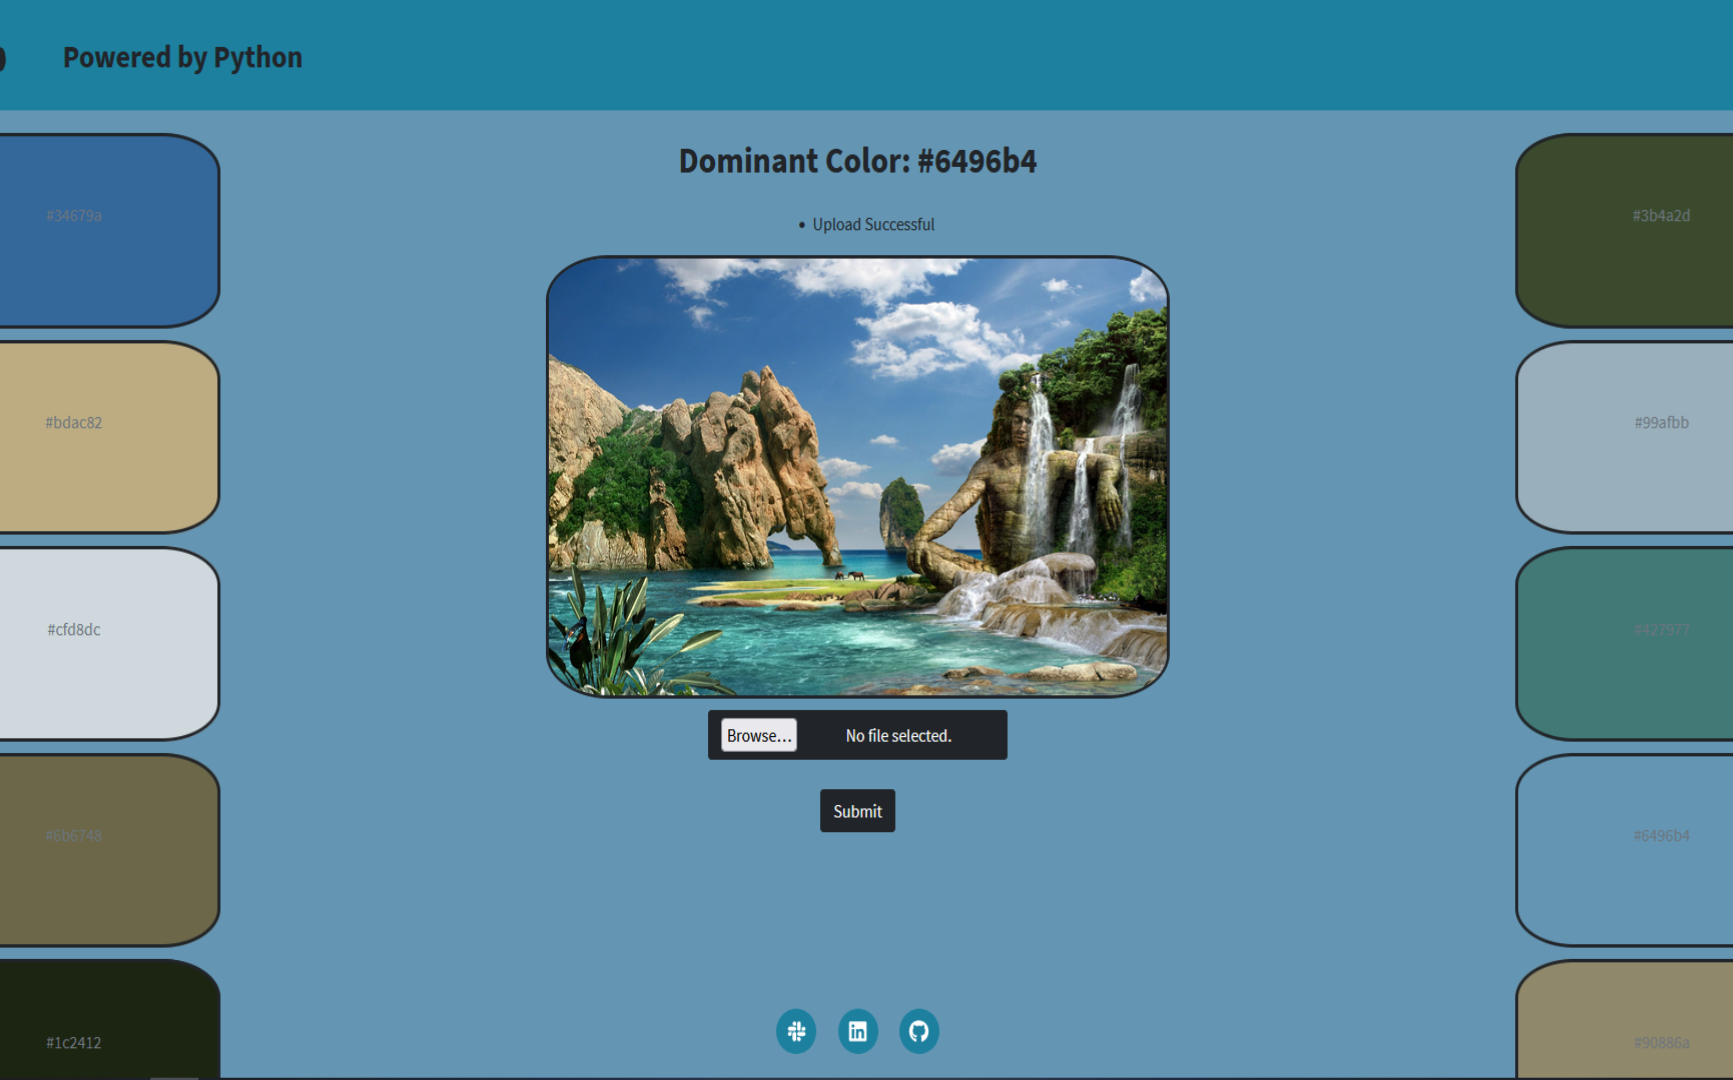 Powered by Python
Dominant Color: #6496b4
• Upload Successful
#34679a
#3b4a2d
#bdac82
#99afbb
#cfd8dc
#427977
#6b6748
#6496b4
#1c2412
#90886a
Browse...
No file selected.
Submit